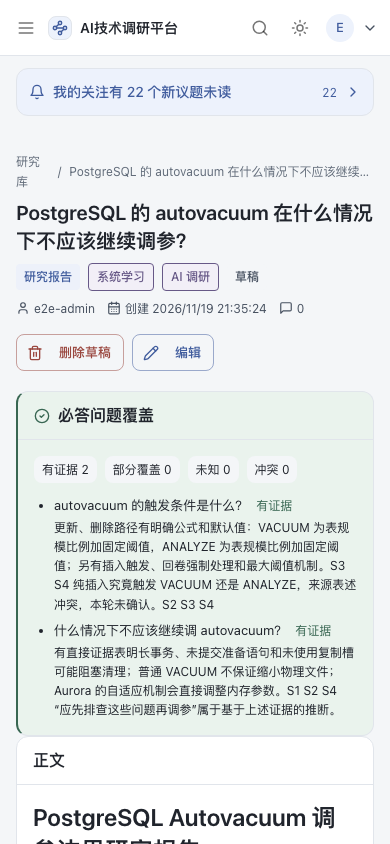 AI技术调研平台
E
我的关注有 22 个新议题未读
22
研究
库
/ PostgreSQL 的 autovacuum 在什么情况下不应该继续...
PostgreSQL 的 autovacuum 在什么情况
下不应该继续调参?
研究报告
系统学习
AI 调研
草稿
e2e-admin
创建 2026/11/19 21:35:24
0
删除草稿
编辑
必答问题覆盖
有证据 2
部分覆盖 0
未知 0
冲突 0
• autovacuum 的触发条件是什么? 有证据
更新、删除路径有明确公式和默认值：VACUUM 为表规
模比例加固定阈值，ANALYZE 为表规模比例加固定阈
值；另有插入触发、回卷强制处理和最大阈值机制。S3
S4 纯插入究竟触发 VACUUM 还是 ANALYZE，来源表述
冲突，本轮未确认。S2 S3 S4
• 什么情况下不应该继续调 autovacuum? 有证据
有直接证据表明长事务、未提交准备语句和未使用复制槽
可能阻塞清理；普通 VACUUM 不保证缩小物理文件；
Aurora 的自适应机制会直接调整内存参数。S1 S2 S4
“应先排查这些问题再调参”属于基于上述证据的推断。
正文
PostgreSQL Autovacuum 调
参边界研究报告